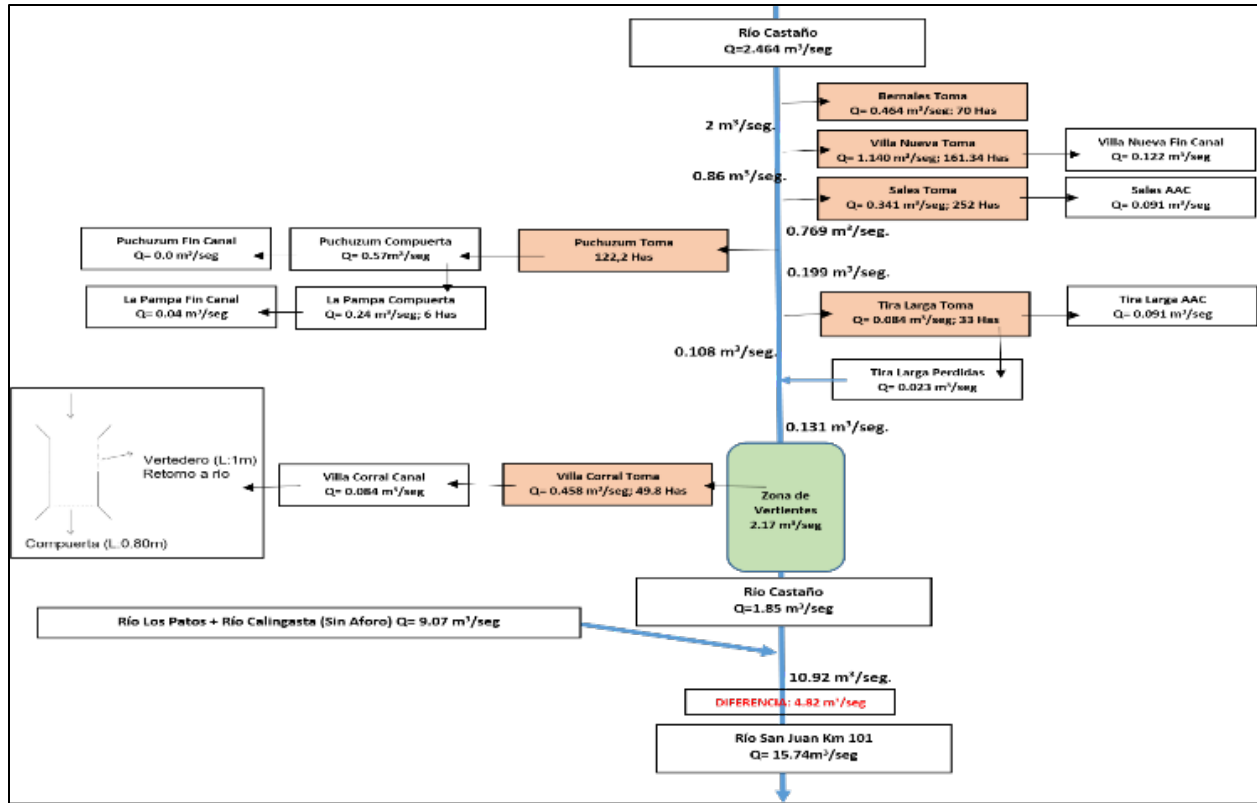 Río Castaño
Q=2.464 m³/seg
Bernales Toma
Q= 0.464 m³/seg; 70 Has
2 m³/seg.
Villa Nueva Toma
Q= 1.140 m³/seg; 161.34 Has
Villa Nueva Fin Canal
Q= 0.122 m³/seg
0.86 m³/seg.
Sales Toma
Q= 0.341 m³/seg; 252 Has
Sales AAC
Q= 0.091 m³/seg
0.769 m³/seg.
Puchuzum Fin Canal
Q= 0.0 m³/seg
Puchuzum Compuerta
Q= 0.57m³/seg
Puchuzum Toma
122,2 Has
0.199 m³/seg.
La Pampa Fin Canal
Q= 0.04 m³/seg
La Pampa Compuerta
Q= 0.24 m³/seg; 6 Has
Tira Larga Toma
Q= 0.084 m³/seg; 33 Has
Tira Larga AAC
Q= 0.091 m³/seg
0.108 m³/seg.
Tira Larga Perdidas
Q= 0.023 m³/seg
0.131 m³/seg.
Vertedero (L:1m)
Retorno a río
Compuerta (L:0,80m)
Villa Corral Canal
Q= 0.084 m³/seg
Villa Corral Toma
Q= 0.458 m³/seg; 49.8 Has
Zona de
Vertientes
2.17 m³/seg
Río Castaño
Q=1.85 m³/seg
Río Los Patos + Río Calingasta (Sin Aforo) Q= 9.07 m³/seg
10.92 m³/seg.
DIFERENCIA: 4.82 m³/seg
Río San Juan Km 101
Q= 15.74m³/seg